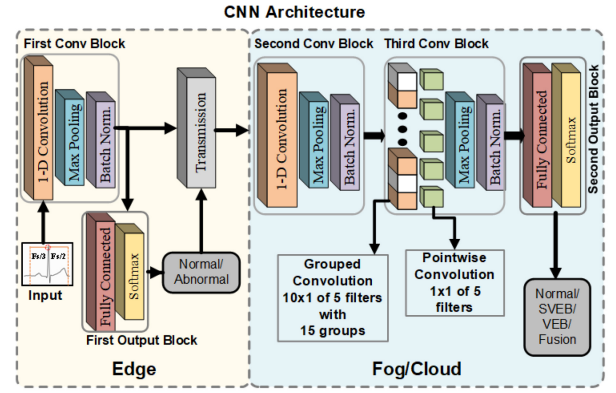 CNN Architecture
First Conv Block
1-D Convolution
Max Pooling
Batch Norm.
Transmission
Fs/3
Fs/2
Input
Fully Connected
Softmax
First Output Block
Normal/
Abnormal
Edge
Second Conv Block
1-D Convolution
Max Pooling
Batch Norm.
Third Conv Block
Max Pooling
Batch Norm.
Grouped
Convolution
10x1 of 5 filters
with
15 groups
Pointwise
Convolution
1x1 of 5
filters
Fully Connected
Softmax
Second Output Block
Normal/
SVEB/
VEB/
Fusion
Fog/Cloud